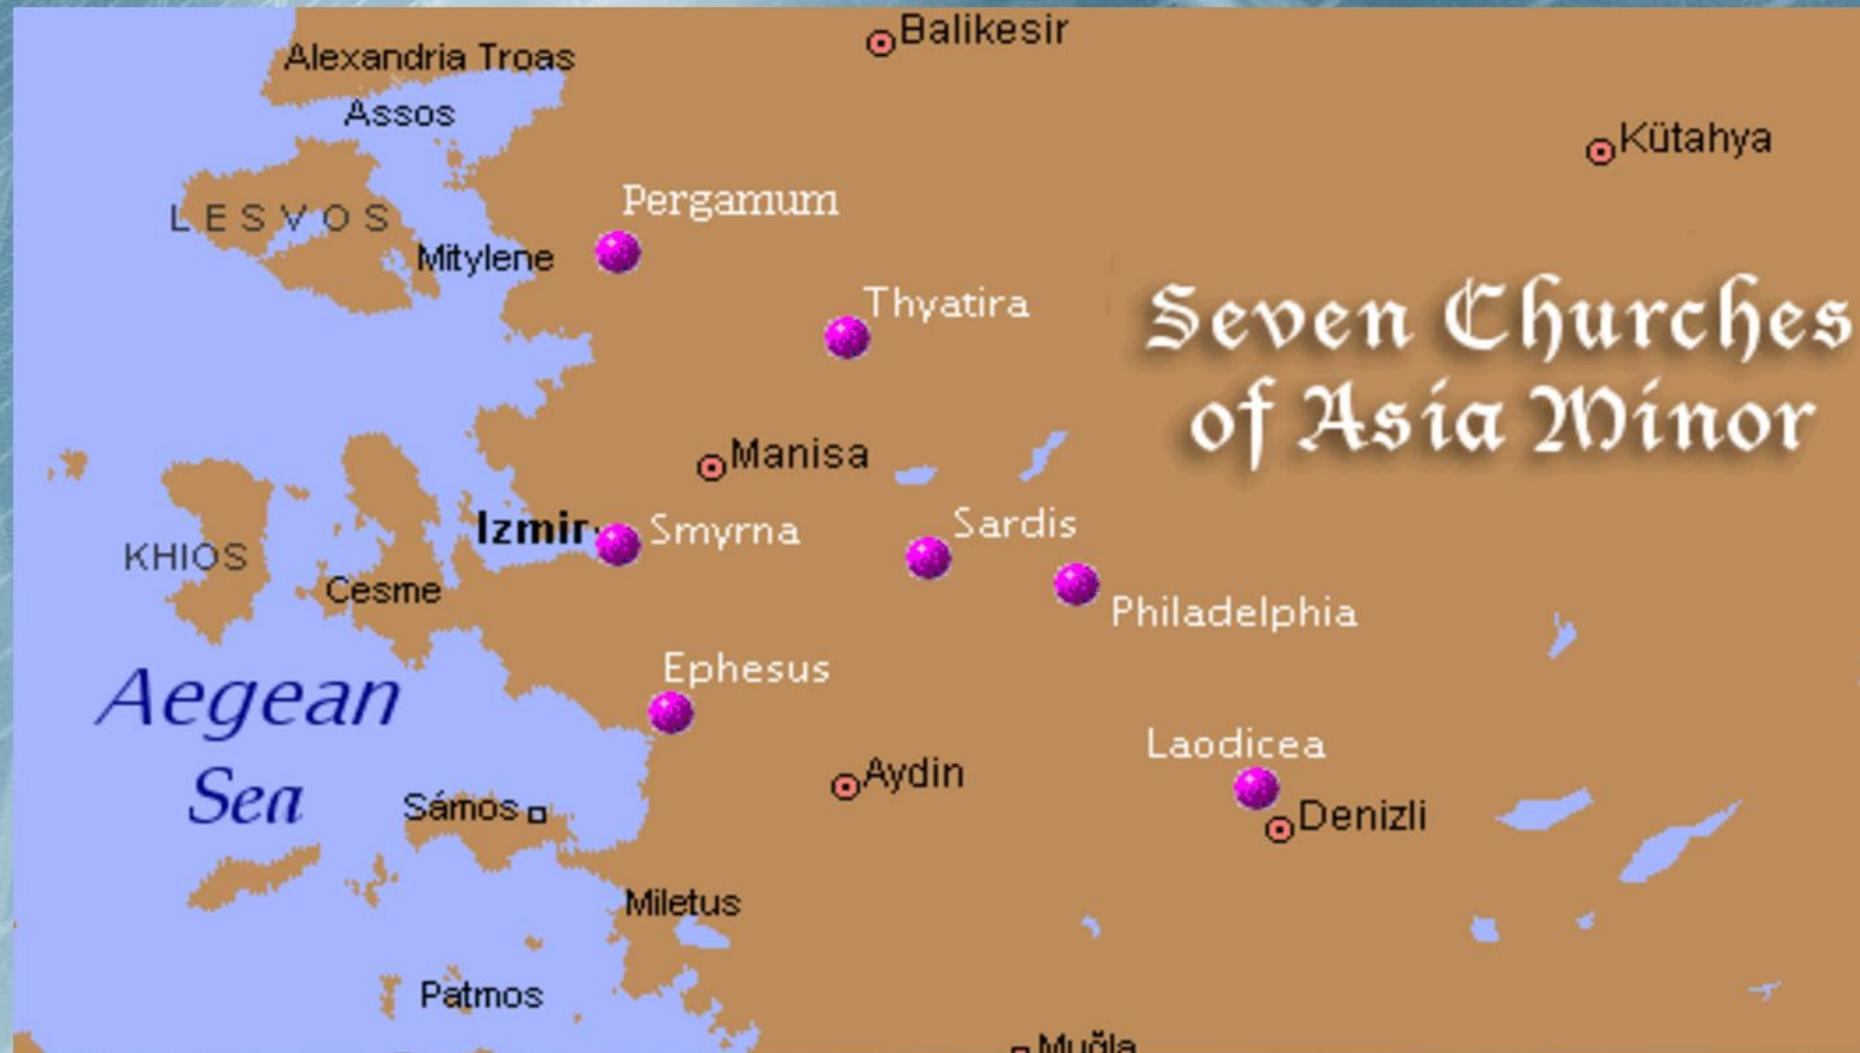 Balikesir
Alexandria Troas
Assos
Kütahya
Pergamum
LESVOS
Mitylene
Thyatira
Seven Churches
of Asia Minor
Manisa
Izmir
Smyrna
Sardis
KHIOS
Cesme
Philadelphia
Ephesus
Aegean
Sea
Laodicea
Aydin
Sámos
Denizli
Miletus
Patmos
Muğla